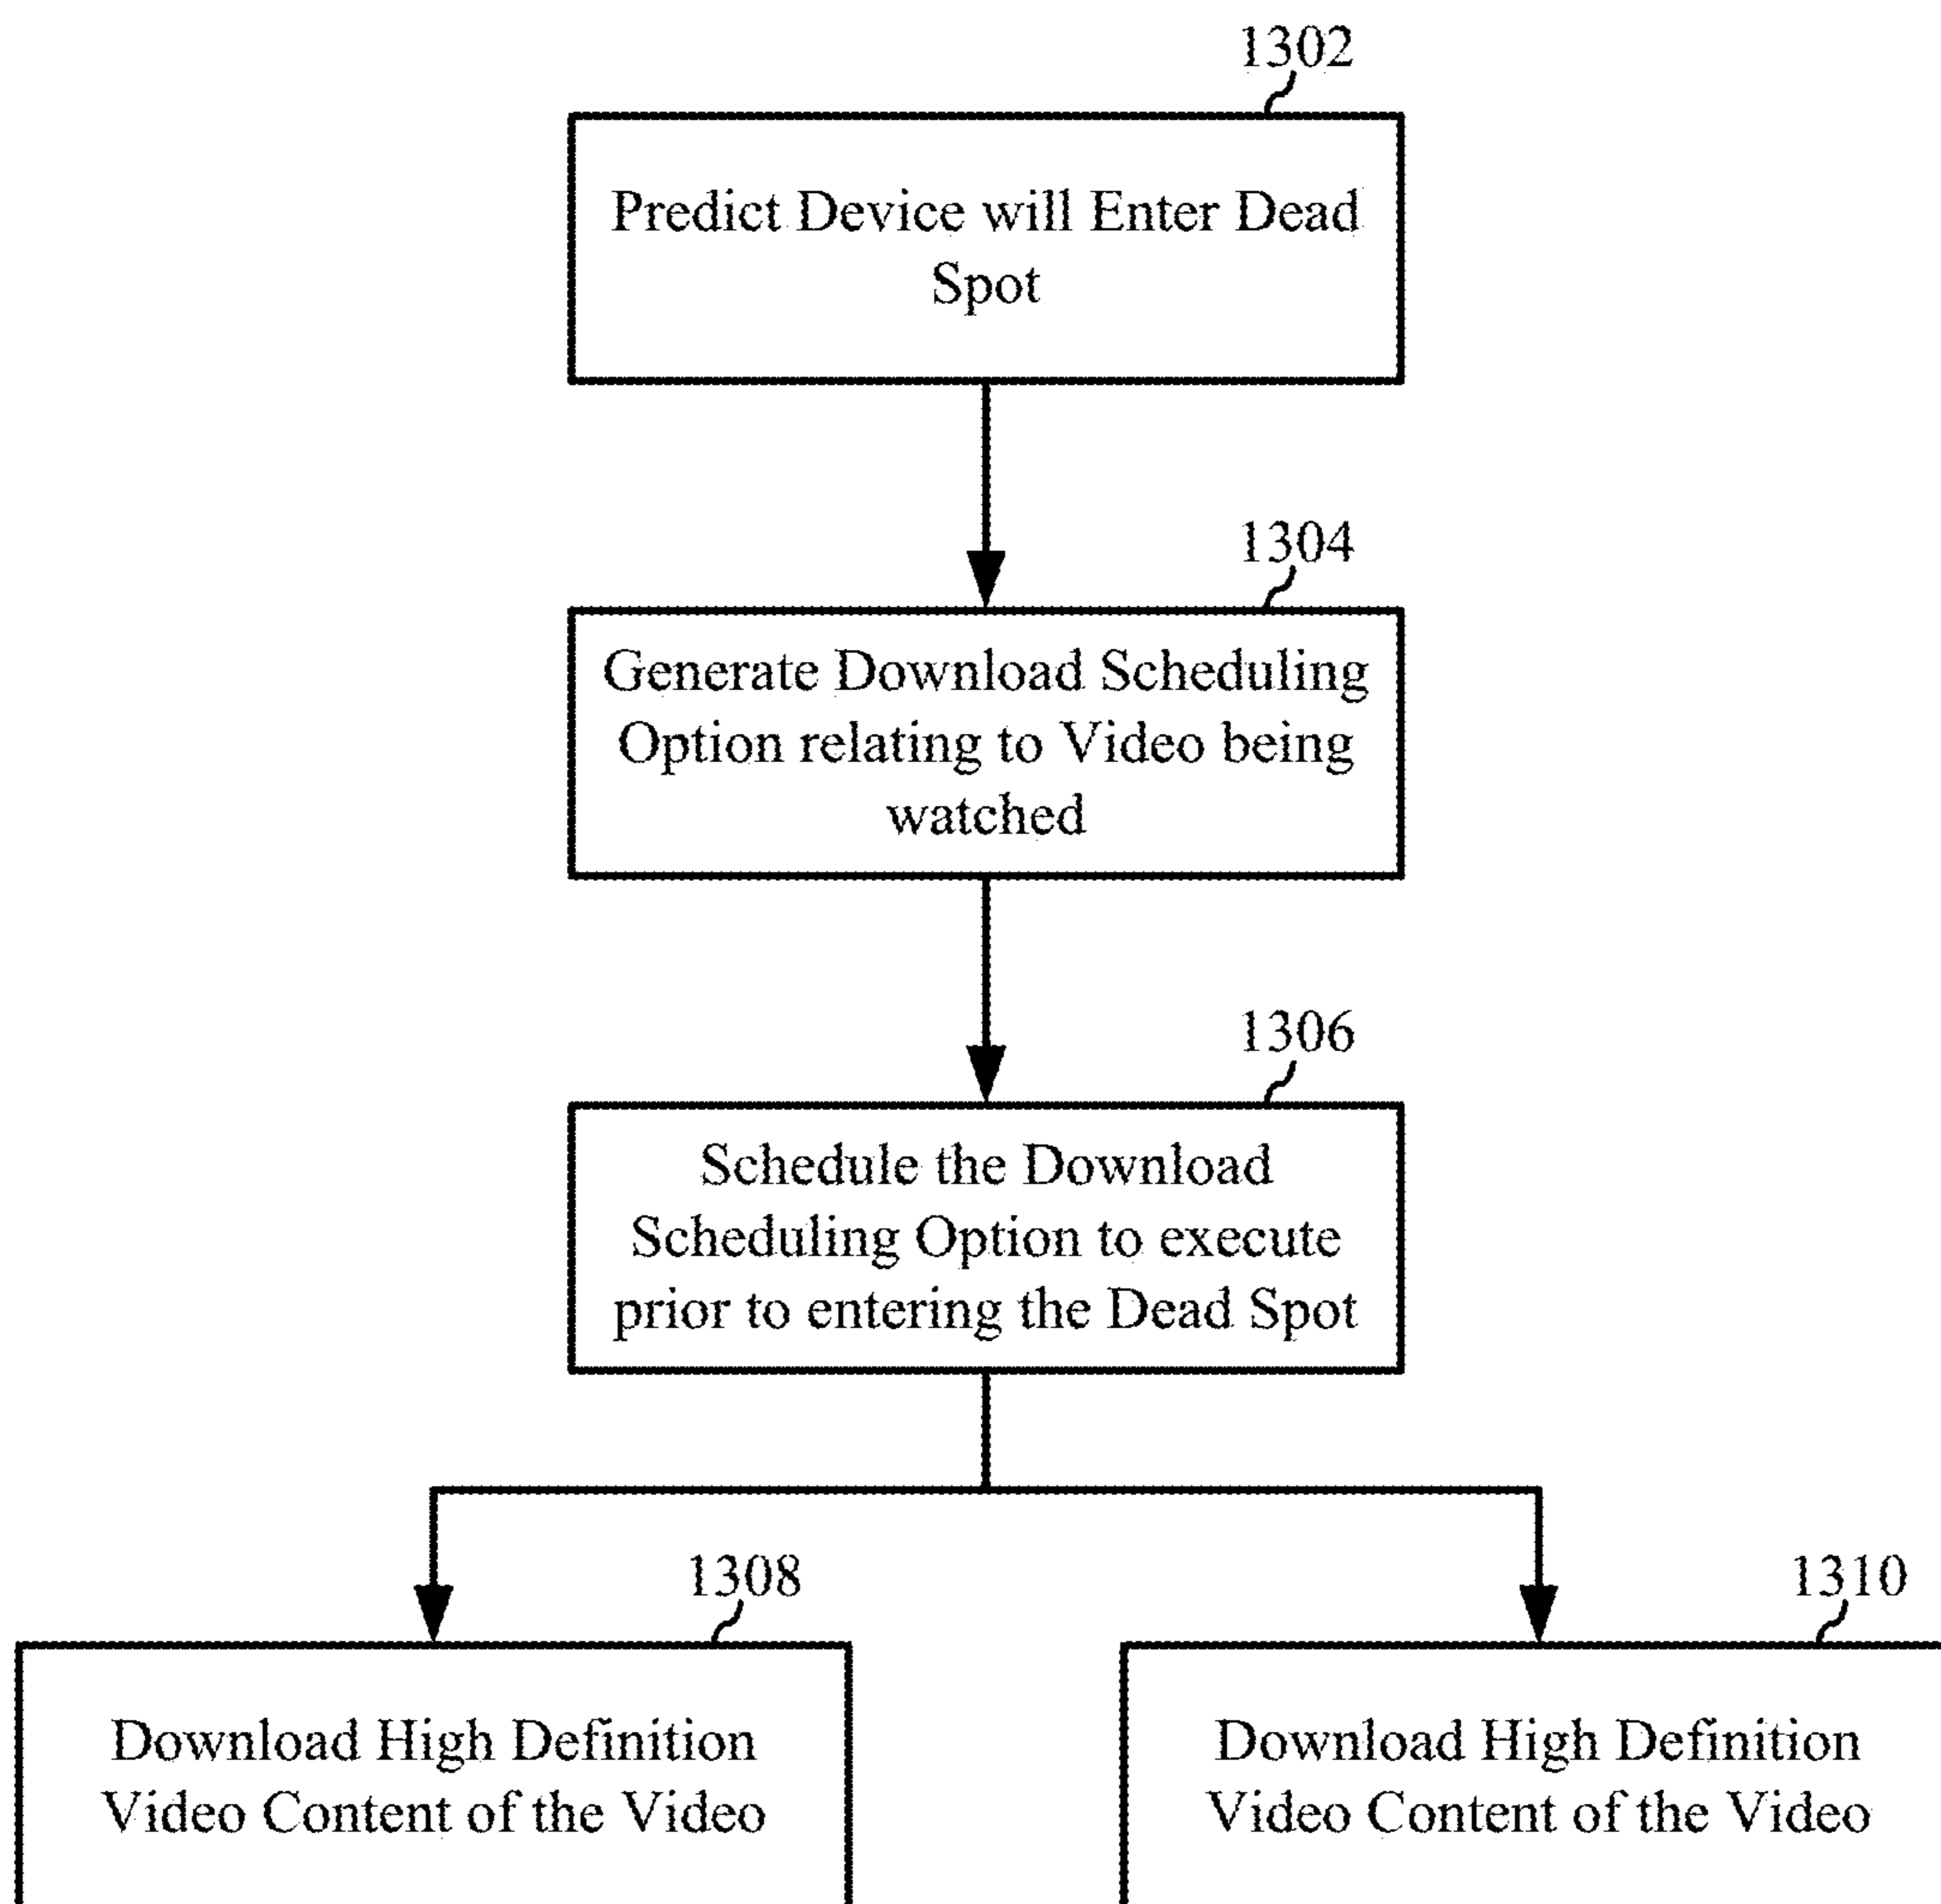 1302
Predict Device will Enter Dead
Spot
1304
Generate Download Scheduling
Option relating to Video being
watched
1306
Schedule the Download
Scheduling Option to execute
prior to entering the Dead Spot
1308
Download High Definition
Video Content of the Video
1310
Download High Definition
Video Content of the Video